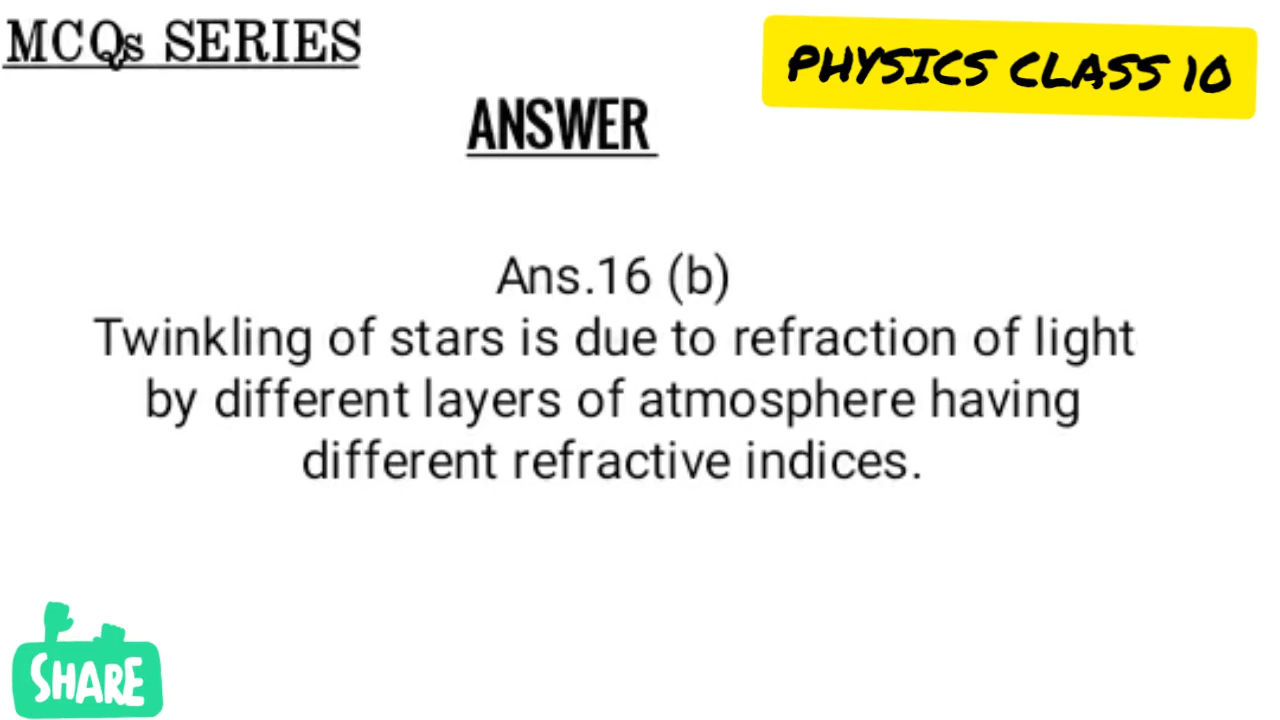 MCQs SERIES
PHYSICS CLASS 10
ANSWER
Ans.16 (b)
Twinkling of stars is due to refraction of light
by different layers of atmosphere having
different refractive indices.
SHARE